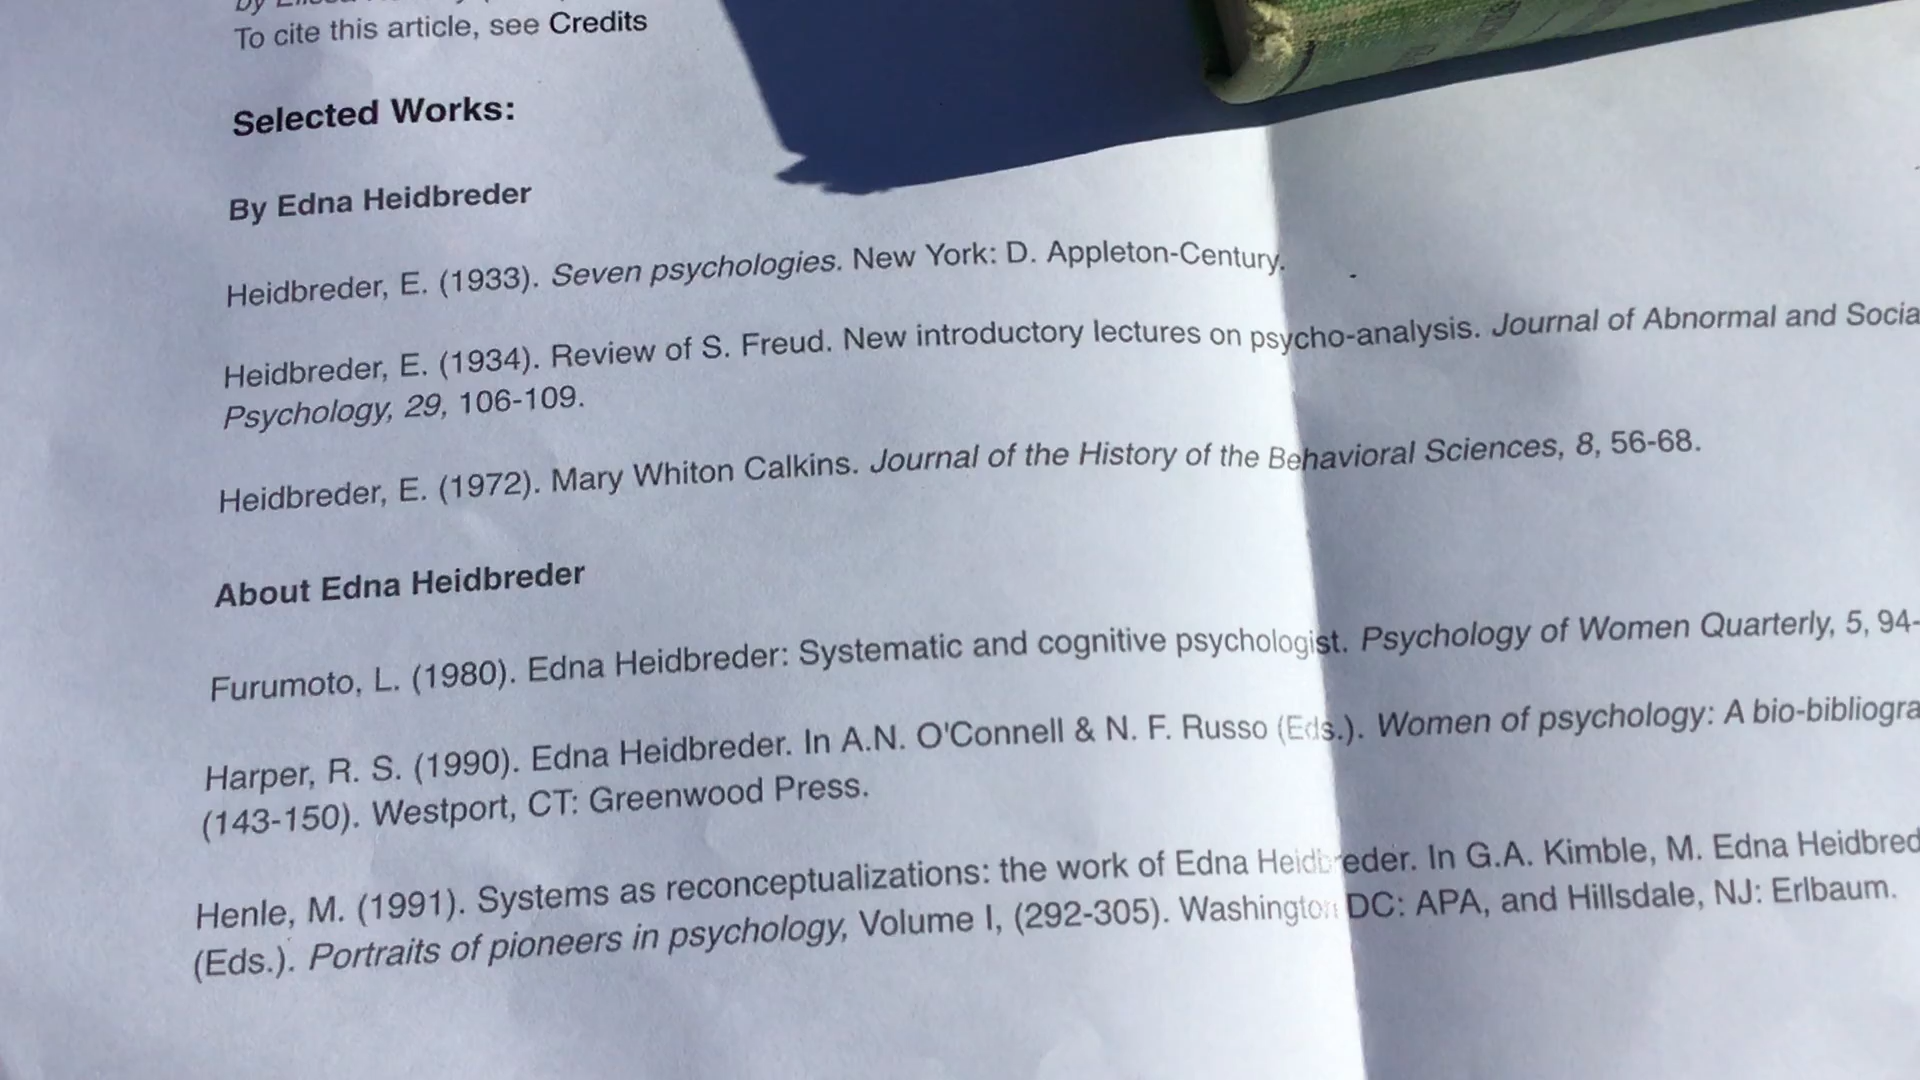 by
To cite this article, see Credits
Selected Works:
By Edna Heidbreder
Heidbreder, E. (1933). Seven psychologies. New York: D. Appleton-Century.
Heidbreder, E. (1934). Review of S. Freud. New introductory lectures on psycho-analysis. Journal of Abnormal and Socia
Psychology, 29, 106-109.
Heidbreder, E. (1972). Mary Whiton Calkins. Journal of the History of the Behavioral Sciences, 8, 56-68.
About Edna Heidbreder
Furumoto, L. (1980). Edna Heidbreder: Systematic and cognitive psychologist. Psychology of Women Quarterly, 5, 94-
Harper, R. S. (1990). Edna Heidbreder. In A.N. O'Connell & N. F. Russo (Eds.). Women of psychology: A bio-bibliogra
(143-150). Westport, CT: Greenwood Press.
Henle, M. (1991). Systems as reconceptualizations: the work of Edna Heidbreder. In G.A. Kimble, M. Edna Heidbred
(Eds.). Portraits of pioneers in psychology, Volume I, (292-305). Washington DC: APA, and Hillsdale, NJ: Erlbaum.